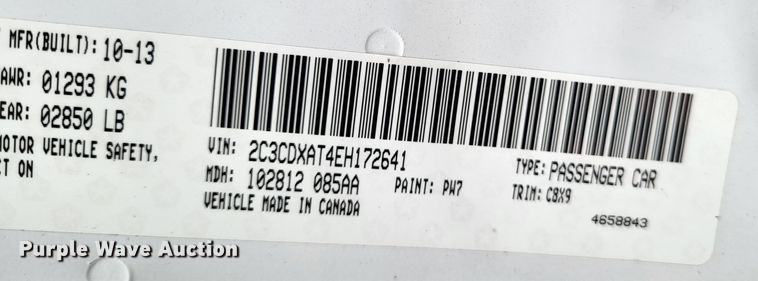 MFR(BUILT): 10-13
AWR: 01293 KG
EAR: 02850 LB
MOTOR VEHICLE SAFETY,
CT ON
VIN: 2C3CDXAT4EH172641
TYPE: PASSENGER CAR
MDH: 102812 085AA
PAINT: PW7
TRIM: C8X9
VEHICLE MADE IN CANADA
4658843
Purple Wave Auction